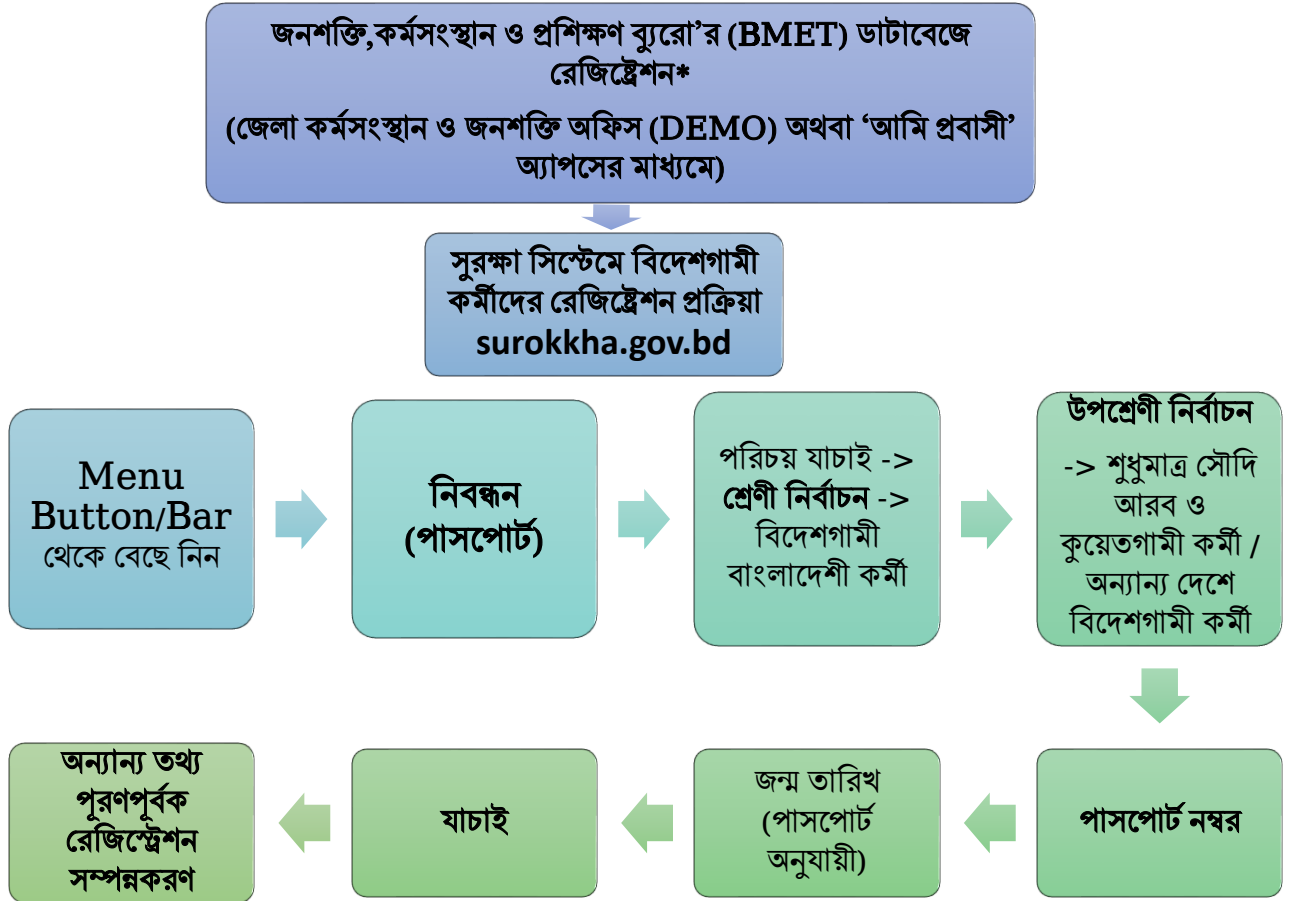 জনশক্তি,কর্মসংস্থান ও প্রশিক্ষণ ব্যুরো’র (BMET) ডাটাবেজে
রেজিষ্ট্রেশন*
(জেলা কর্মসংস্থান ও জনশক্তি অফিস (DEMO) অথবা ‘আমি প্রবাসী’
অ্যাপসের মাধ্যমে)
সুরক্ষা সিস্টেমে বিদেশগামী
কর্মীদের রেজিষ্ট্রেশন প্রক্রিয়া
surokkha.gov.bd
Menu
Button/Bar
থেকে বেছে নিন
নিবন্ধন
(পাসপোর্ট)
পরিচয় যাচাই ->
শ্রেণী নির্বাচন ->
বিদেশগামী
বাংলাদেশী কর্মী
উপশ্রেণী নির্বাচন
-> শুধুমাত্র সৌদি
আরব ও
কুয়েতগামী কর্মী /
অন্যান্য দেশে
বিদেশগামী কর্মী
পাসপোর্ট নম্বর
জন্ম তারিখ
(পাসপোর্ট
অনুযায়ী)
যাচাই
অন্যান্য তথ্য
পূরণপূর্বক
রেজিস্ট্রেশন
সম্পন্নকরণ